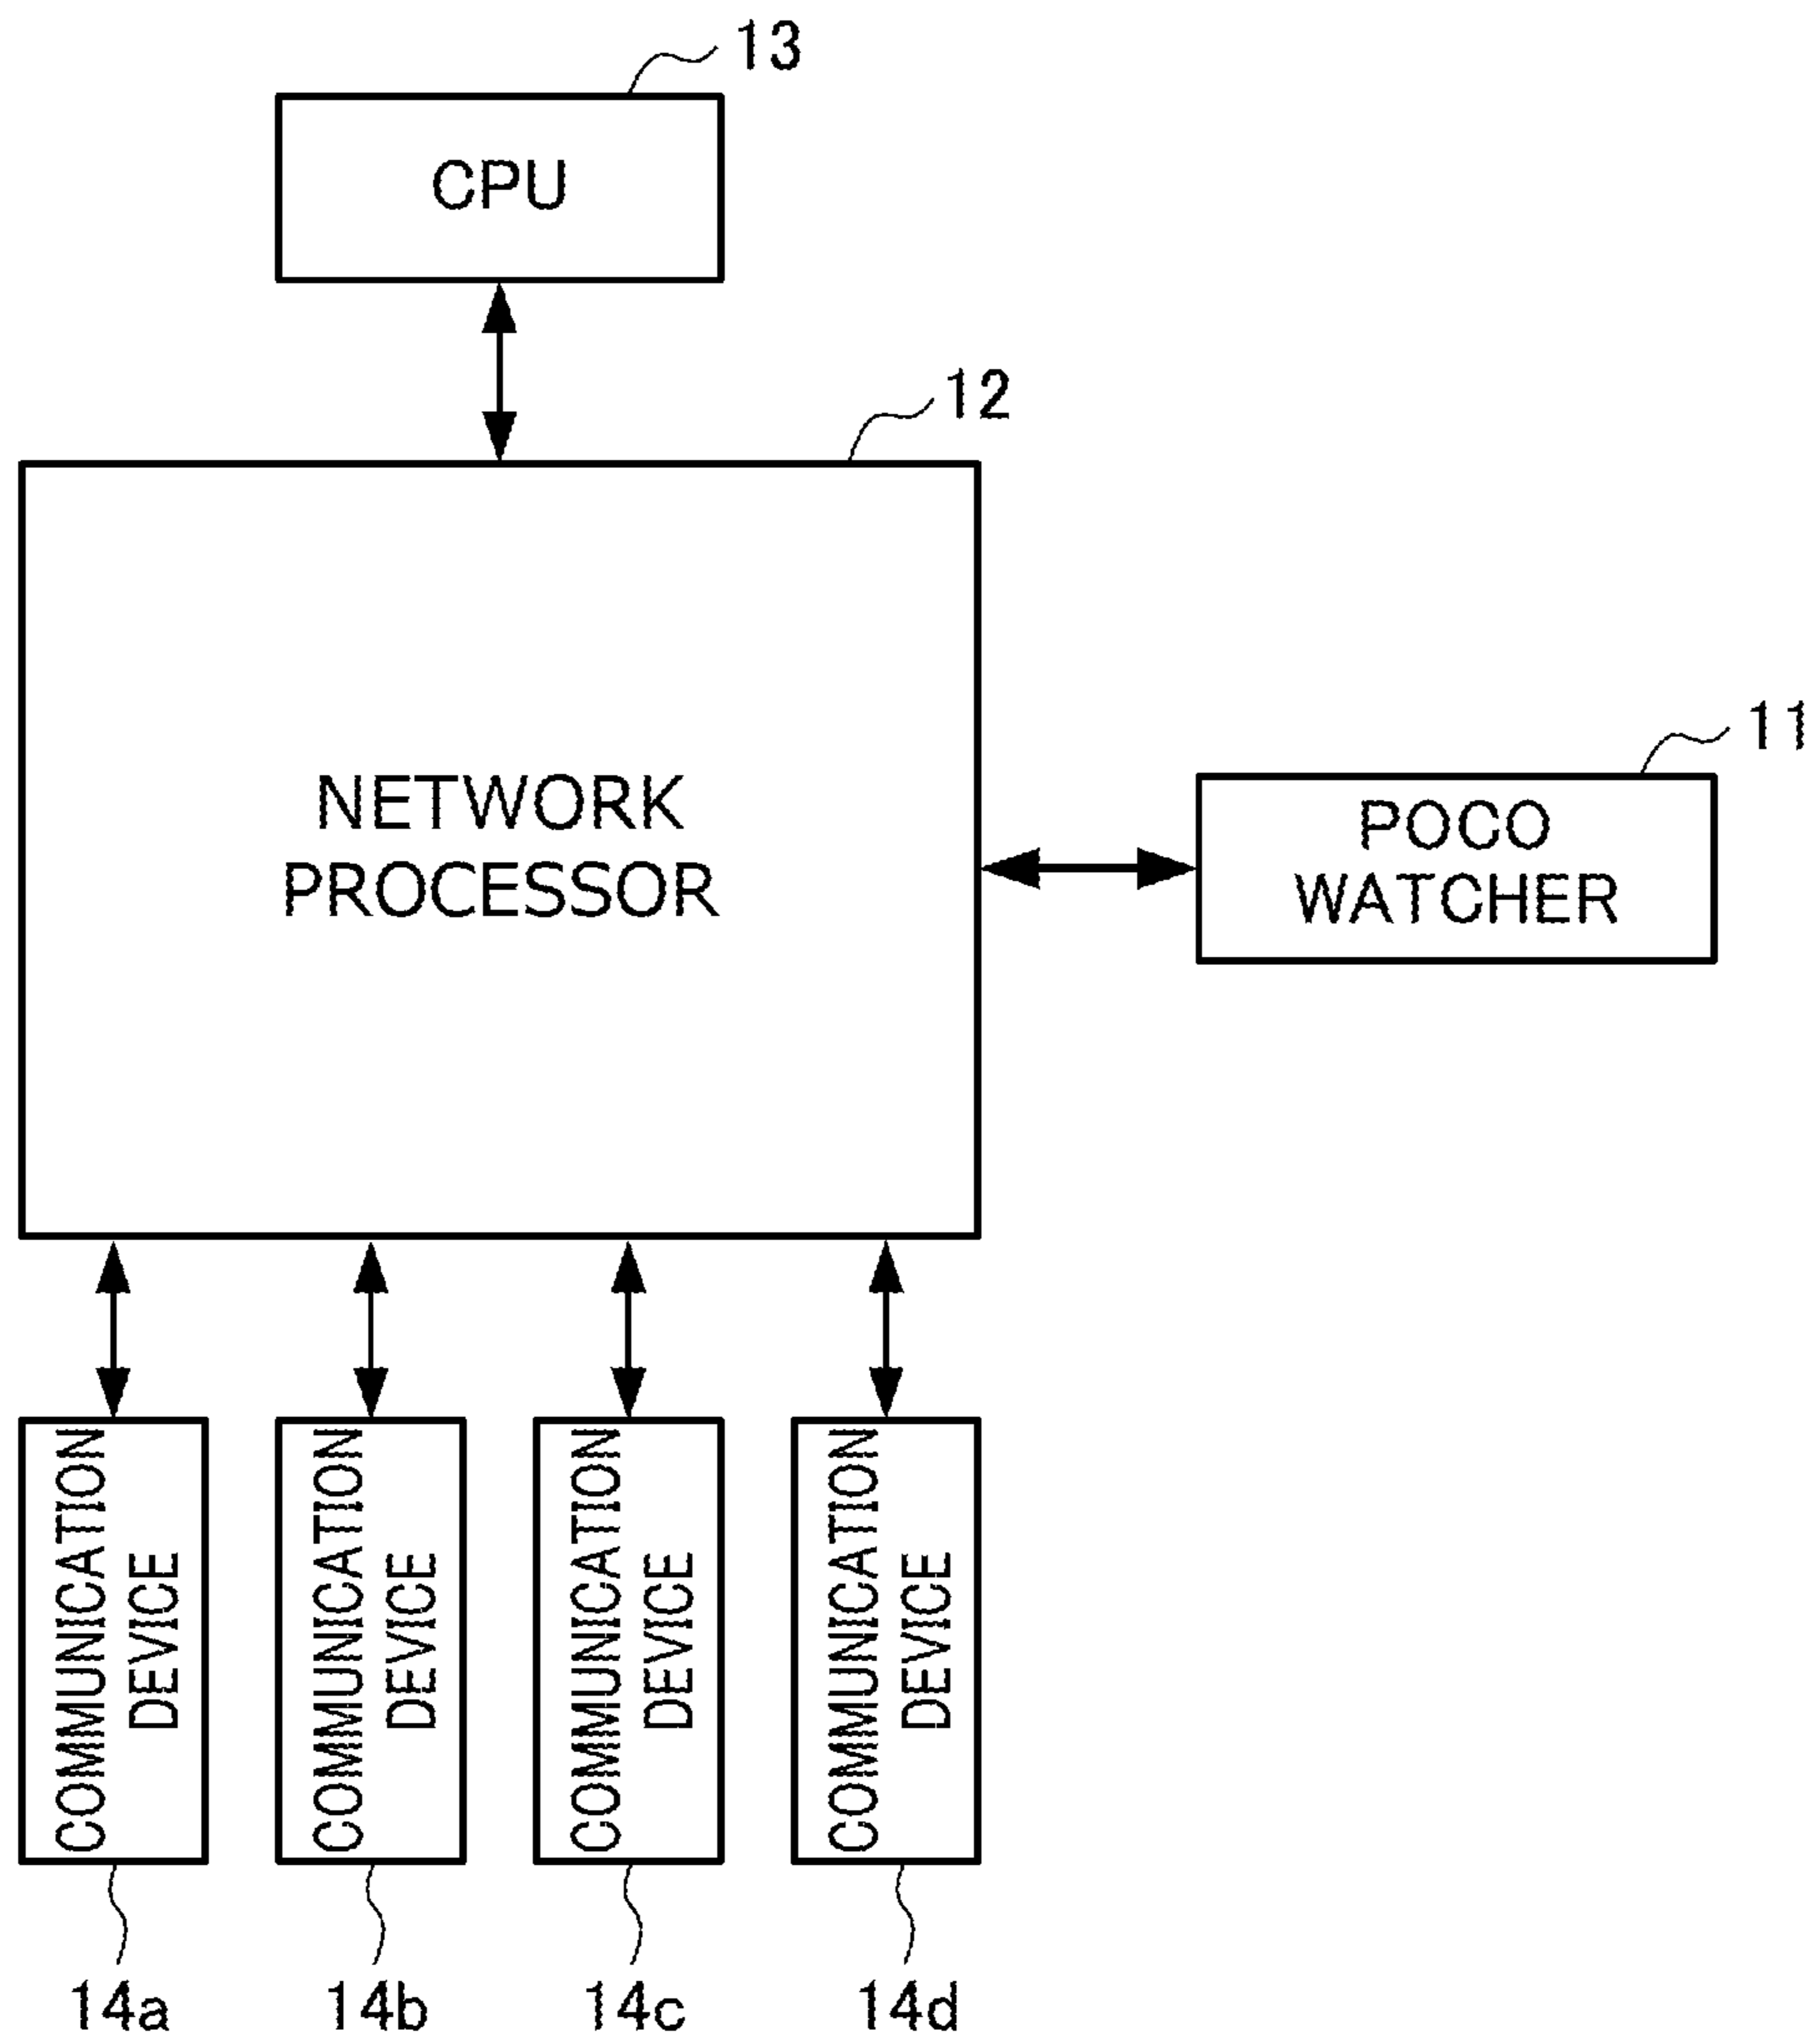 13
CPU
12
NETWORK
PROCESSOR
11
POCO
WATCHER
COMMUNICATION
DEVICE
COMMUNICATION
DEVICE
COMMUNICATION
DEVICE
COMMUNICATION
DEVICE
14a
14b
14c
14d